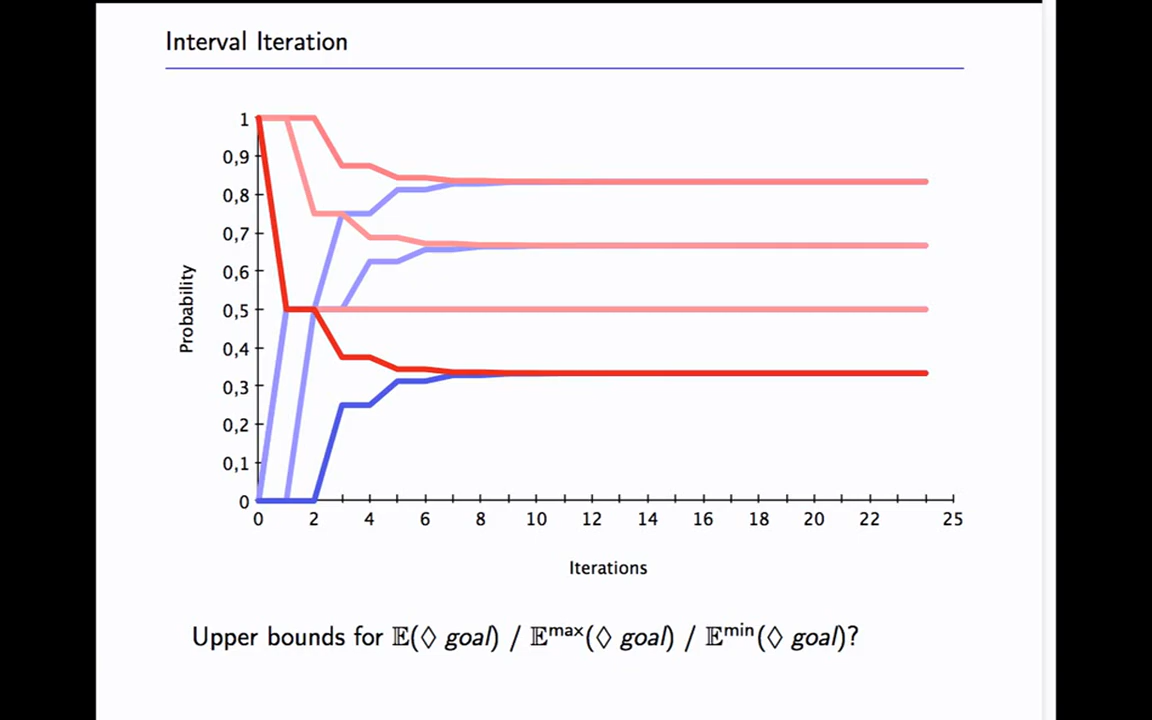 Interval Iteration
1
0,9
0,8
0,7
0,6
0,5
0,4
0,3
0,2
0,1
0
Probability
0 2 4 6 8 10 12 14 16 18 20 22 25
Iterations
Upper bounds for 𝔼(◊ goal) / 𝔼ᵐᵃˣ(◊ goal) / 𝔼ᵐⁱⁿ(◊ goal)?